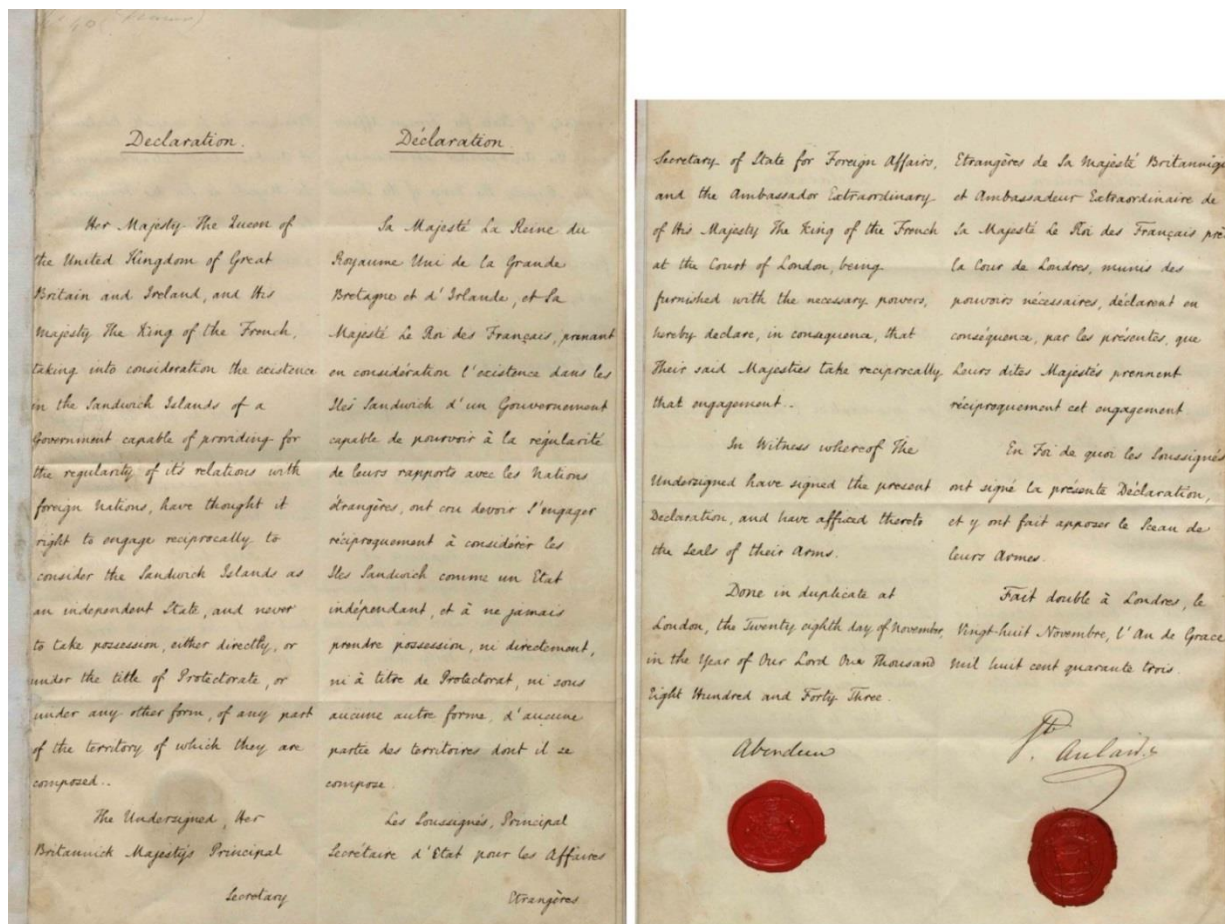 Declaration.
Her Majesty The Queen of
the United Kingdom of Great
Britain and Ireland, and His
Majesty The King of the French,
taking into consideration the existence
in the Sandwich Islands of a
Government capable of providing for
the regularity of it's relations with
foreign Nations, have thought it
right to engage reciprocally to
consider the Sandwich Islands as
an independent State, and never
to take possession, either directly, or
under the title of Protectorate, or
under any other form, of any part
of the territory of which they are
composed..
The Undersigned, Her
Britannick Majesty's Principal
Secretary
Déclaration.
Sa Majesté La Reine du
Royaume Uni de la Grande
Bretagne et d'Irlande, et Sa
Majesté Le Roi des Français, prenant
en considération l'existence dans les
Iles Sandwich d'un Gouvernement
capable de pourvoir à la régularité
de leurs rapports avec les Nations
étrangères, ont cru devoir s'engager
réciproquement à considérer les
Iles Sandwich comme un Etat
indépendant, et à ne jamais
prendre possession, ni directement,
ni à titre de Protectorat, ni sous
aucune autre forme, d'aucune
partie des territoires dont il se
compose.
Les Soussignés, Principal
Secrétaire d'Etat pour les Affaires
Etrangères
Secretary of State for Foreign Affairs,
and the Ambassador Extraordinary
of His Majesty The King of the French
at the Court of London, being
furnished with the necessary powers,
hereby declare, in consequence, that
Their said Majesties take reciprocally
that engagement..
In Witness whereof The
Undersigned have signed the present
Declaration, and have affixed thereto
the Seals of their Arms.
Done in duplicate at
London, the Twenty eighth day of November,
in the Year of Our Lord One Thousand
Eight Hundred and Forty Three.
Aberdeen
Etrangères de Sa Majesté Britanniqu
et Ambassadeur Extraordinaire de
Sa Majesté Le Roi des Français prè
la Cour de Londres, munis des
pouvoirs nécessaires, déclarent en
conséquence, par les présentes, que
Leurs dites Majestés prennent
réciproquement cet engagement
En Foi de quoi les Soussignés
ont signé la présente Déclaration,
et y ont fait apposer le Sceau de
leurs Armes.
Fait double à Londres, le
Vingt-huit Novembre, l'An de Grace
mil huit cent quarante trois.
St. Aulaire